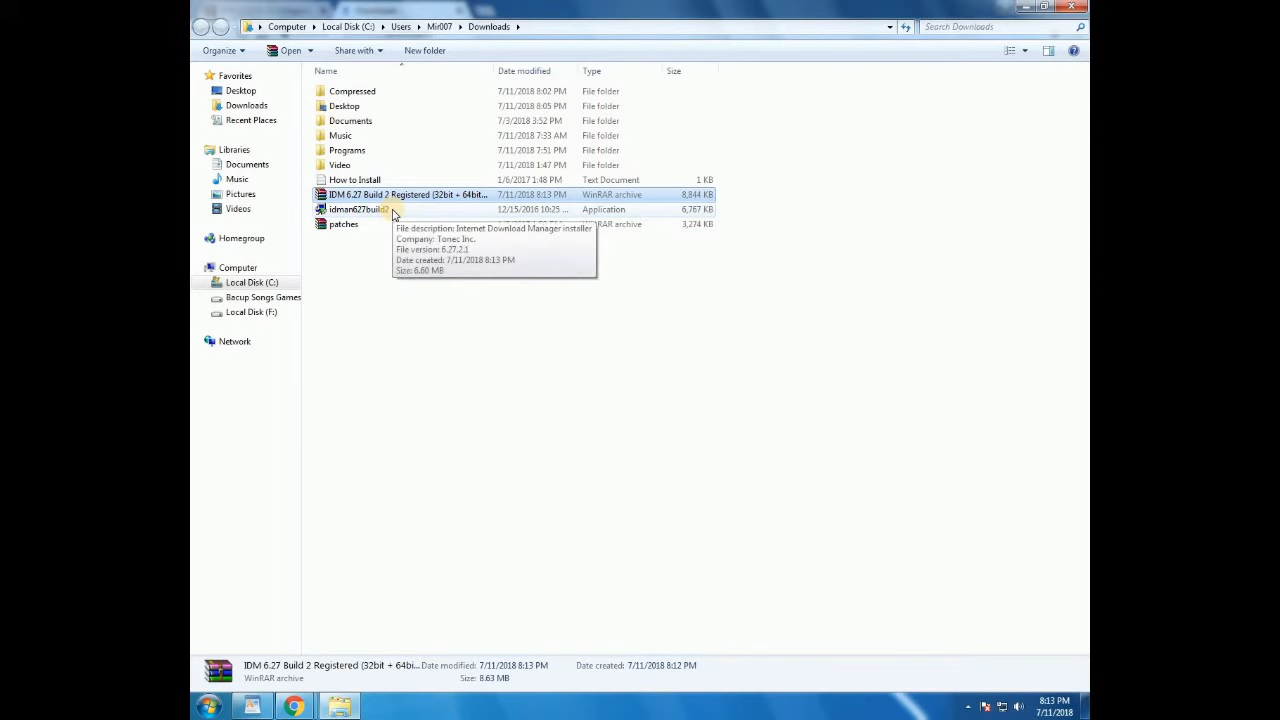 Computer Local Disk (C:) Users Mir007 Downloads Search Downloads
Organize Open Share with New folder
Name Date modified Type Size
Favorites
Desktop
Downloads
Recent Places
Libraries
Documents
Music
Pictures
Videos
Homegroup
Computer
Local Disk (C:)
Bacup Songs Games
Local Disk (F:)
Network
Compressed 7/11/2018 8:02 PM File folder
Desktop 7/11/2018 8:05 PM File folder
Documents 7/3/2018 3:52 PM File folder
Music 7/11/2018 7:33 AM File folder
Programs 7/11/2018 7:51 PM File folder
Video 7/11/2018 1:47 PM File folder
How to Install 1/6/2017 1:48 PM Text Document 1 KB
IDM 6.27 Build 2 Registered (32bit + 64bit... 7/11/2018 8:13 PM WinRAR archive 8,844 KB
idman627build2 12/15/2016 10:25 ... Application 6,767 KB
patches WinRAR archive 3,274 KB
File description: Internet Download Manager installer
Company: Tonec Inc.
File version: 6.27.2.1
Date created: 7/11/2018 8:13 PM
Size: 6.60 MB
IDM 6.27 Build 2 Registered (32bit + 64bi... Date modified: 7/11/2018 8:13 PM Date created: 7/11/2018 8:12 PM
WinRAR archive Size: 8.63 MB
8:13 PM
7/11/2018